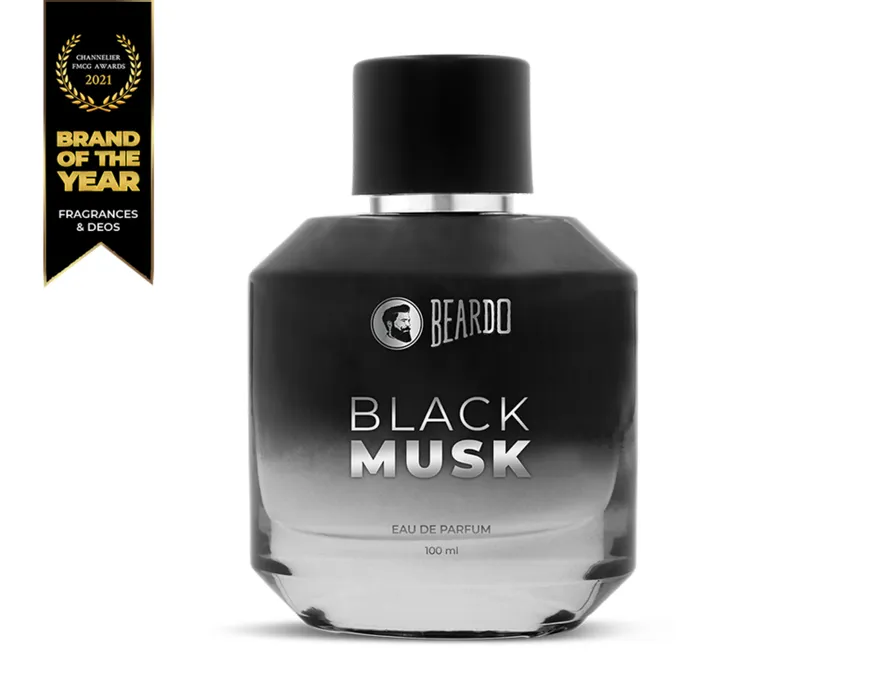 CHANNELIER
FMCG AWARDS
2021
BRAND
OF THE
YEAR
FRAGRANCES
& DEOS
BEARDO
BLACK
MUSK
EAU DE PARFUM
100 ml